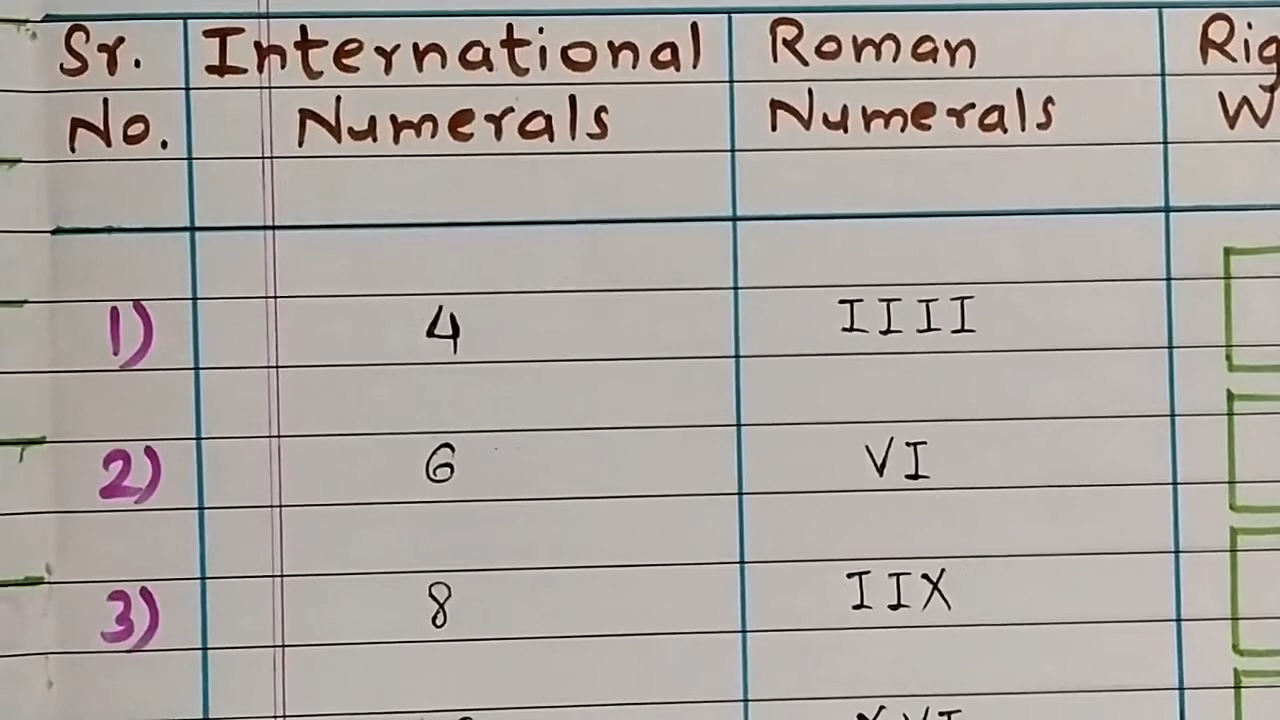 Sr. International Roman
No. Numerals Numerals
1) 4 IIII
2) 6 VI
3) 8 IIX